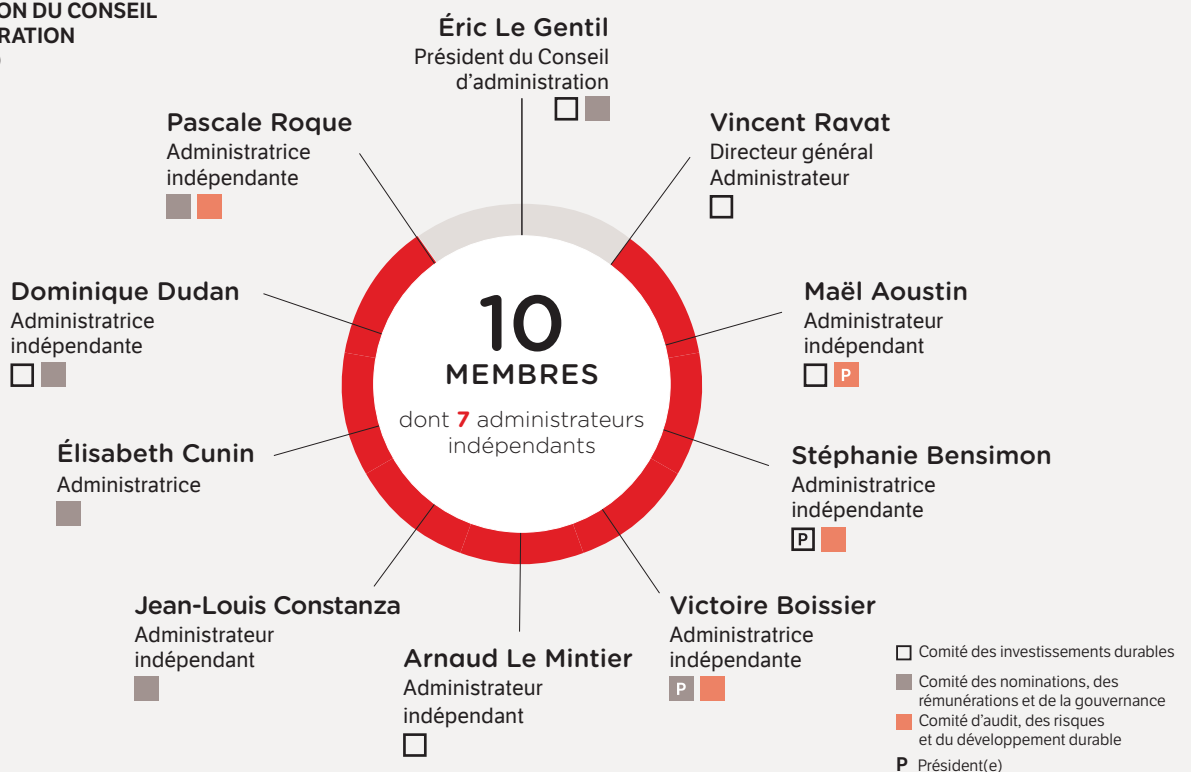 ON DU CONSEIL
RATION
Éric Le Gentil
Président du Conseil
d'administration
Pascale Roque
Administratrice
indépendante
Vincent Ravat
Directeur général
Administrateur
Dominique Dudan
Administratrice
indépendante
Maël Aoustin
Administrateur
indépendant
P
10
MEMBRES
dont 7 administrateurs
indépendants
Élisabeth Cunin
Administratrice
Stéphanie Bensimon
Administratrice
indépendante
P
Jean-Louis Constanza
Administrateur
indépendant
Arnaud Le Mintier
Administrateur
indépendant
Victoire Boissier
Administratrice
indépendante
P
Comité des investissements durables
Comité des nominations, des
rémunérations et de la gouvernance
Comité d'audit, des risques
et du développement durable
P Président(e)